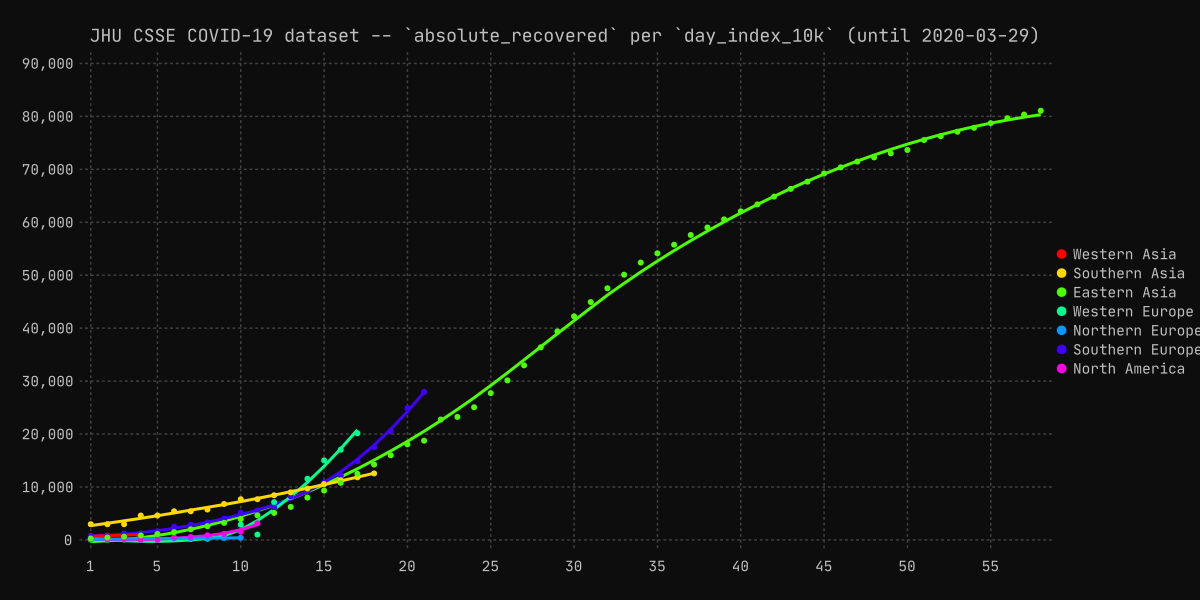 JHU CSSE COVID-19 dataset -- `absolute_recovered` per `day_index_10k` (until 2020-03-29)
90,000
80,000
70,000
60,000
50,000
40,000
30,000
20,000
10,000
0
1 5 10 15 20 25 30 35 40 45 50 55
Western Asia
Southern Asia
Eastern Asia
Western Europe
Northern Europe
Southern Europe
North America